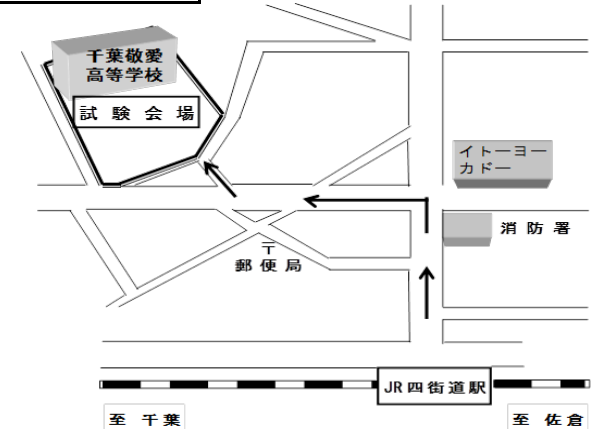 千葉敬愛
高等学校
試験会場
イトーヨー
カドー
消防署
〒
郵便局
JR四街道駅
至 千葉
至 佐倉